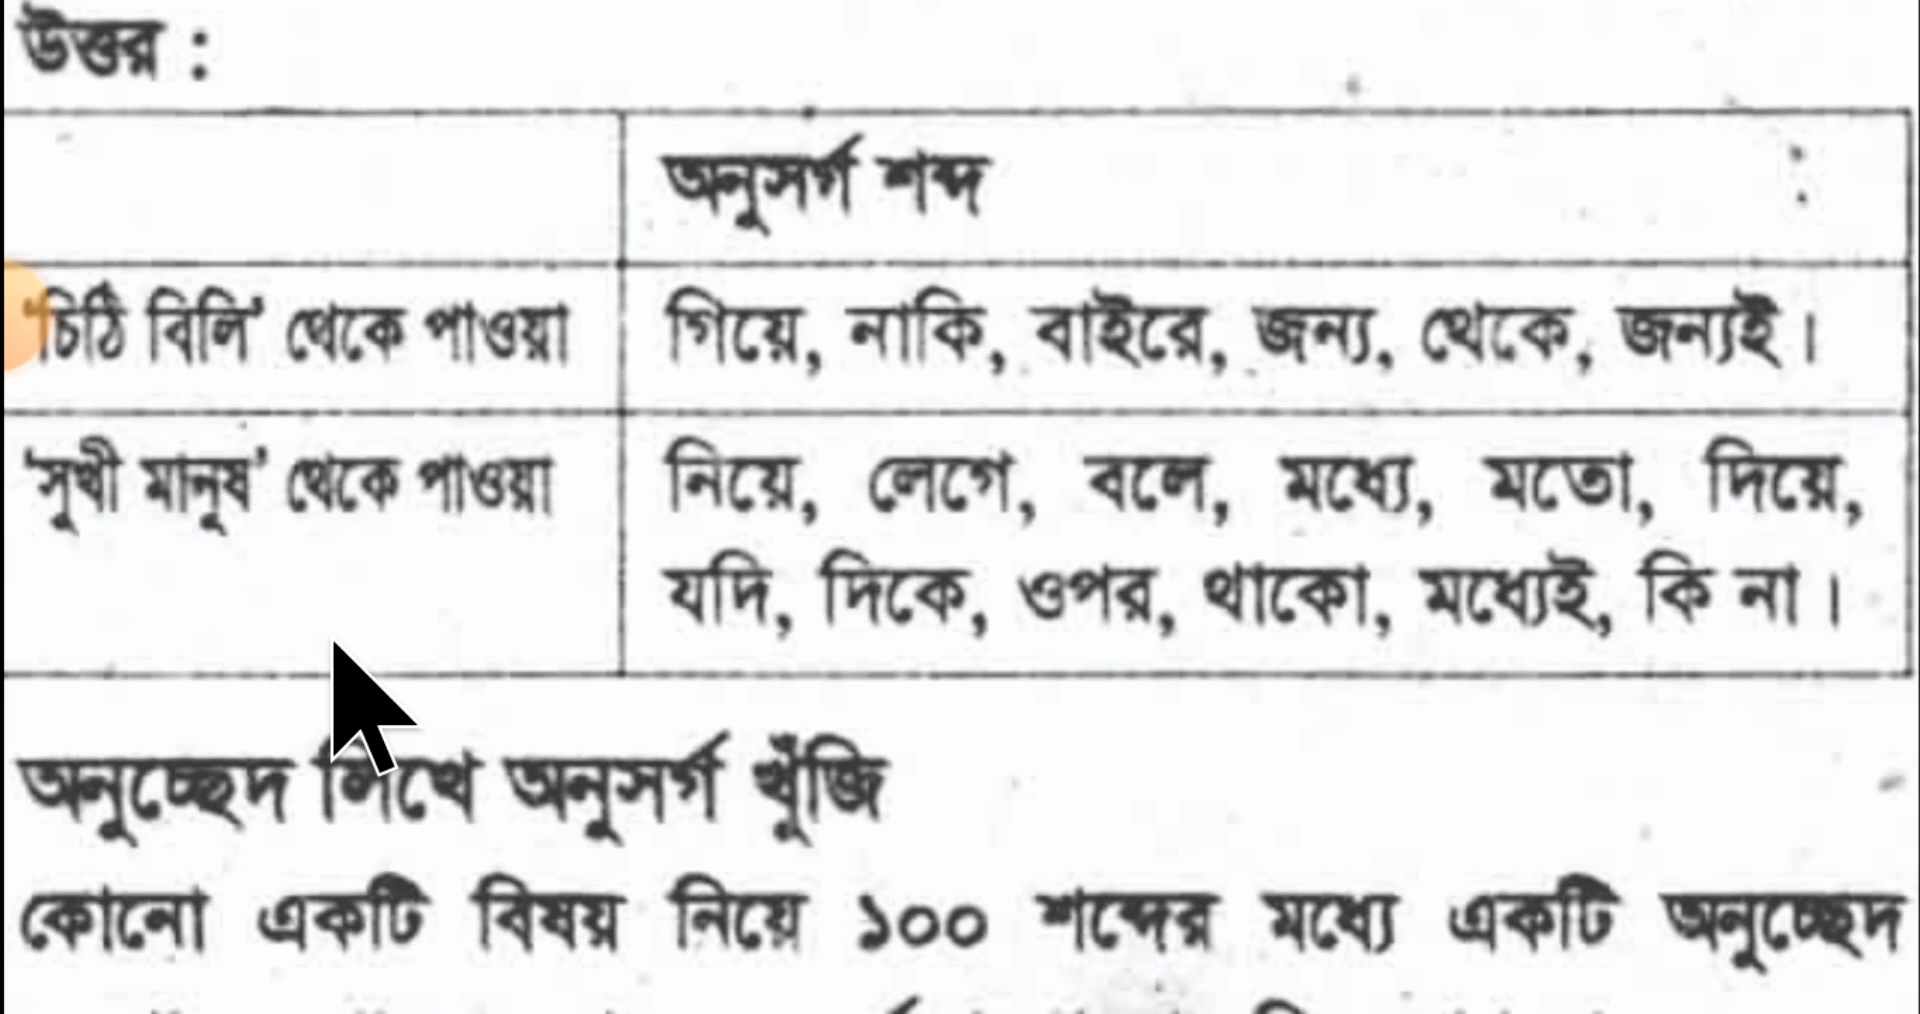 উত্তর :
অনুসর্গ শব্দ
‘চিঠি বিলি’ থেকে পাওয়া গিয়ে, নাকি, বাইরে, জন্য, থেকে, জন্যই।
‘সুখী মানুষ’ থেকে পাওয়া নিয়ে, লেগে, বলে, মধ্যে, মতো, দিয়ে,
যদি, দিকে, ওপর, থাকো, মধ্যেই, কি না।
অনুচ্ছেদ লিখে অনুসর্গ খুঁজি
কোনো একটি বিষয় নিয়ে ১০০ শব্দের মধ্যে একটি অনুচ্ছেদ